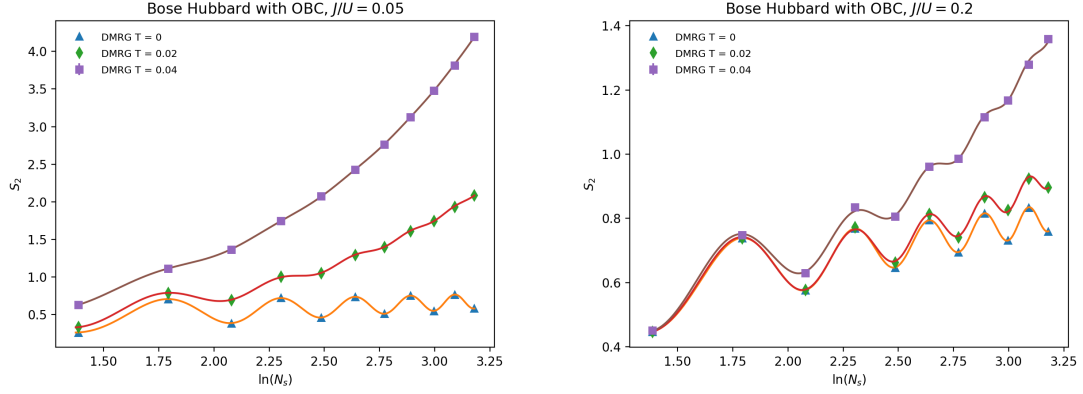 Bose Hubbard with OBC, J/U = 0.05
DMRG T = 0
DMRG T = 0.02
DMRG T = 0.04
4.0
3.5
3.0
2.5
2.0
1.5
1.0
0.5
S₂
1.50 1.75 2.00 2.25 2.50 2.75 3.00 3.25
ln(Nₛ)
Bose Hubbard with OBC, J/U = 0.2
DMRG T = 0
DMRG T = 0.02
DMRG T = 0.04
1.4
1.2
1.0
0.8
0.6
0.4
S₂
1.50 1.75 2.00 2.25 2.50 2.75 3.00 3.25
ln(Nₛ)